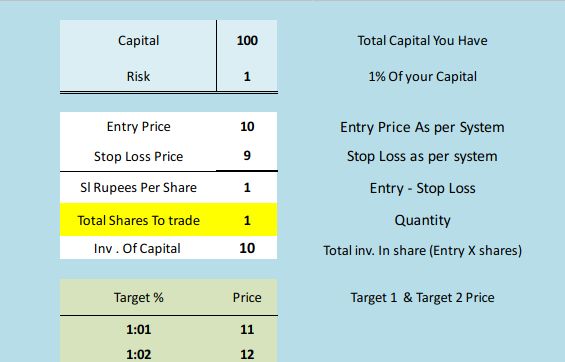 Capital 100 Total Capital You Have
Risk 1 1% Of your Capital
Entry Price 10 Entry Price As per System
Stop Loss Price 9 Stop Loss as per system
Sl Rupees Per Share 1 Entry - Stop Loss
Total Shares To trade 1 Quantity
Inv . Of Capital 10 Total inv. In share (Entry X shares)
Target % Price Target 1 & Target 2 Price
1:01 11
1:02 12